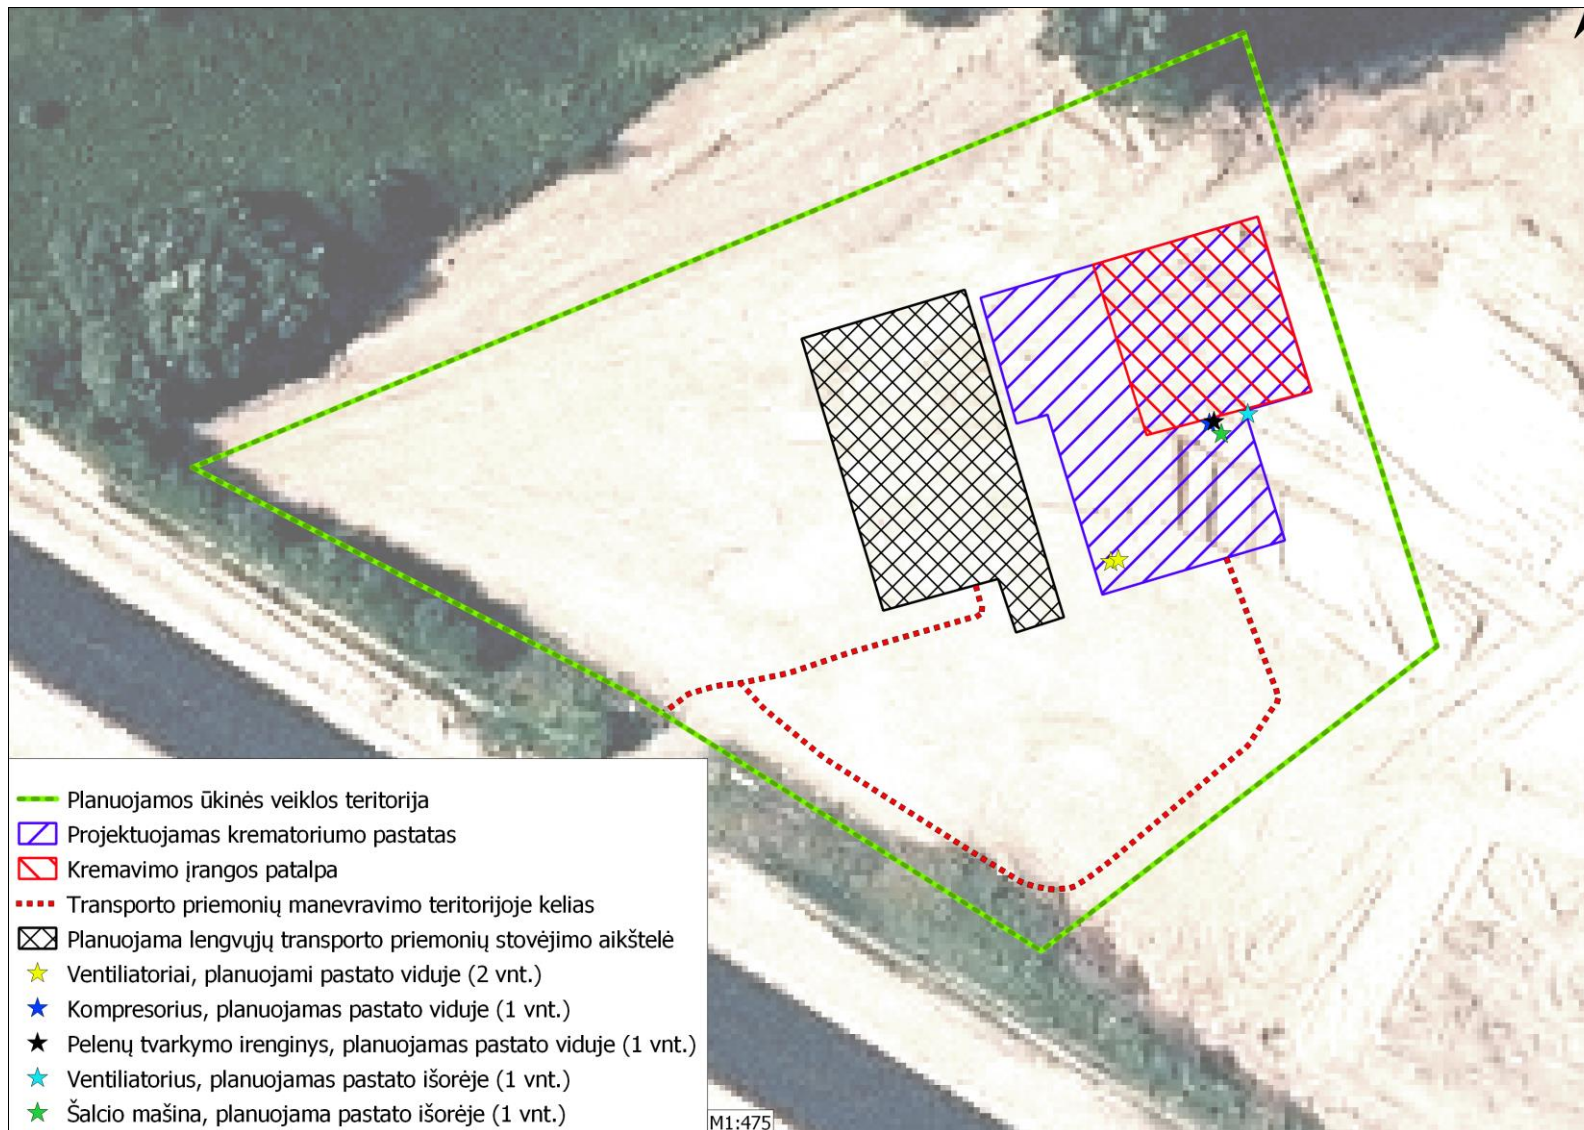 Planuojamos ūkinės veiklos teritorija
Projektuojamas krematoriumo pastatas
Kremavimo įrangos patalpa
Transporto priemonių manevravimo teritorijoje kelias
Planuojama lengvųjų transporto priemonių stovėjimo aikštelė
Ventiliatoriai, planuojami pastato viduje (2 vnt.)
Kompresorius, planuojamas pastato viduje (1 vnt.)
Pelenų tvarkymo irenginys, planuojamas pastato viduje (1 vnt.)
Ventiliatorius, planuojamas pastato išorėje (1 vnt.)
Šalcio mašina, planuojama pastato išorėje (1 vnt.)
M1:475